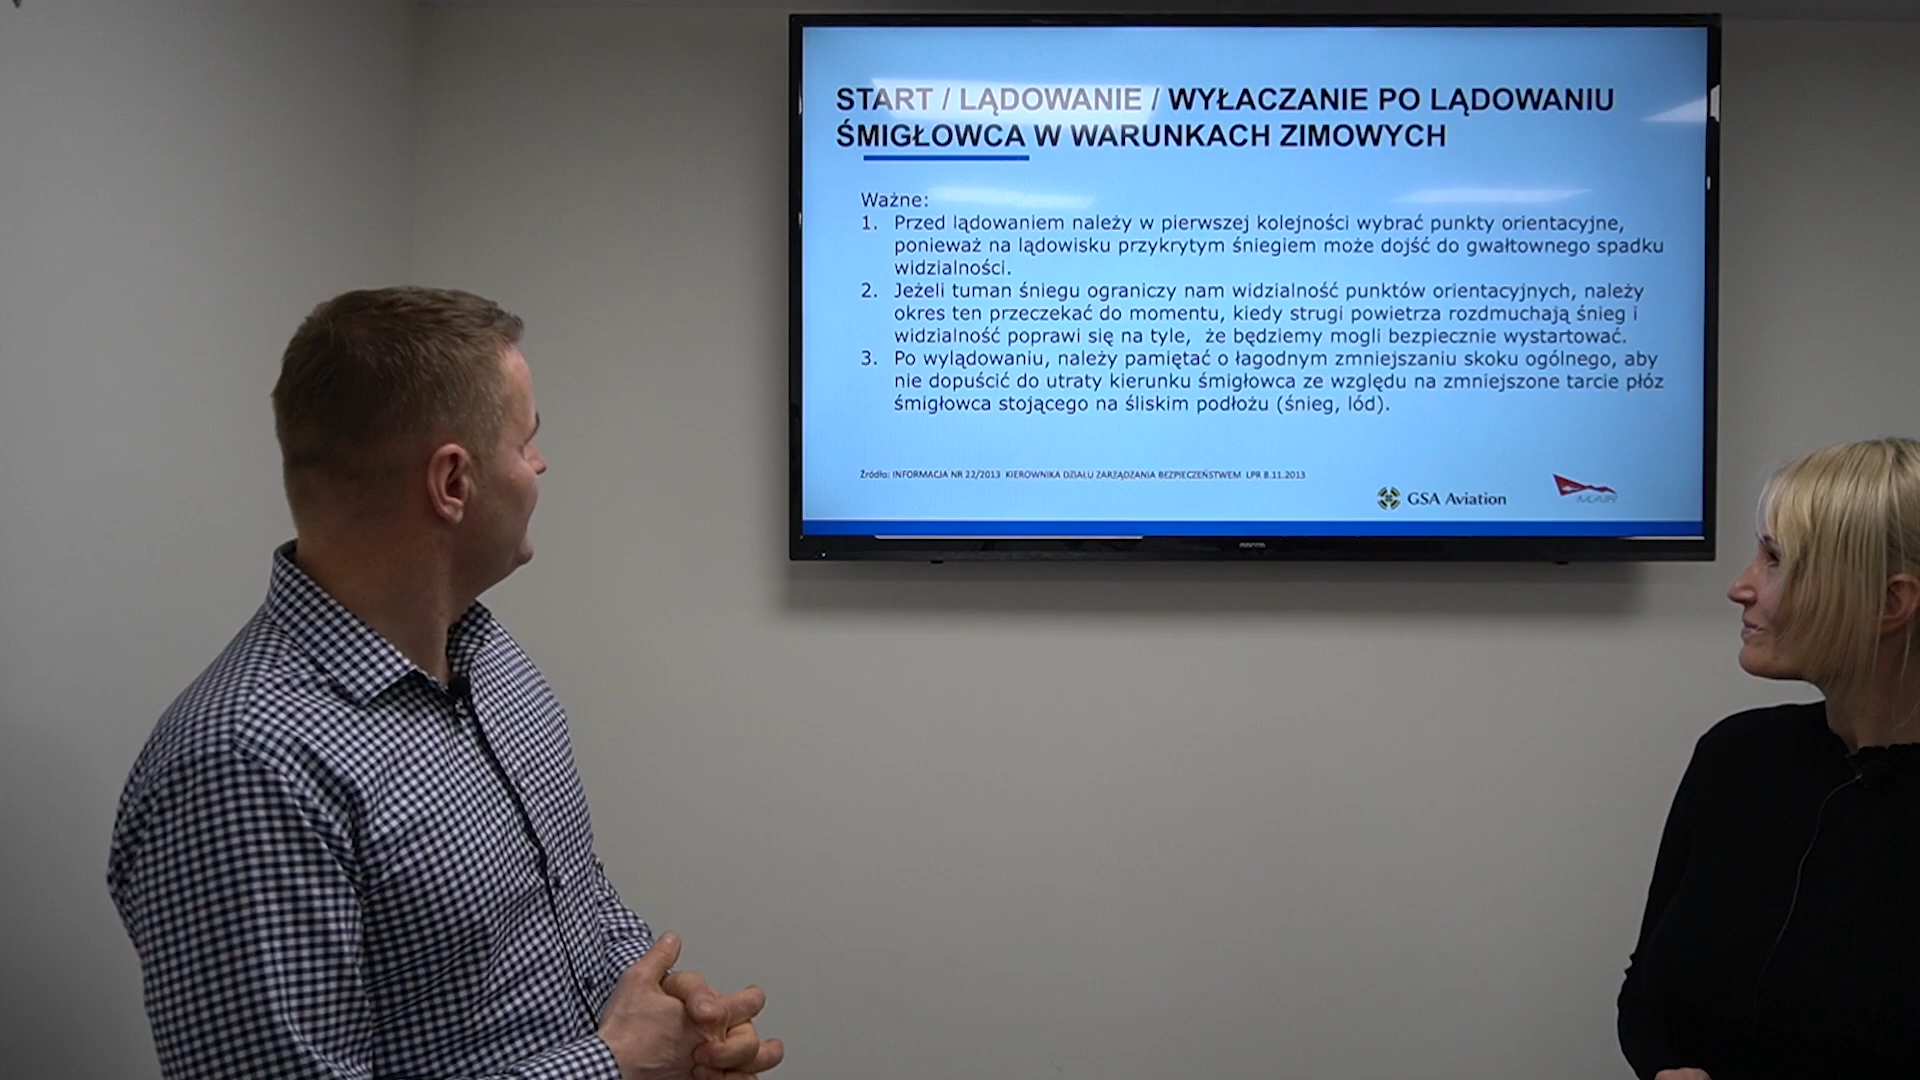 START / LĄDOWANIE / WYŁACZANIE PO LĄDOWANIU
ŚMIGŁOWCA W WARUNKACH ZIMOWYCH
Ważne:
1. Przed lądowaniem należy w pierwszej kolejności wybrać punkty orientacyjne,
ponieważ na lądowisku przykrytym śniegiem może dojść do gwałtownego spadku
widzialności.
2. Jeżeli tuman śniegu ograniczy nam widzialność punktów orientacyjnych, należy
okres ten przeczekać do momentu, kiedy strugi powietrza rozdmuchają śnieg i
widzialność poprawi się na tyle, że będziemy mogli bezpiecznie wystartować.
3. Po wylądowaniu, należy pamiętać o łagodnym zmniejszaniu skoku ogólnego, aby
nie dopuścić do utraty kierunku śmigłowca ze względu na zmniejszone tarcie płóz
śmigłowca stojącego na śliskim podłożu (śnieg, lód).
Źródło: INFORMACJA NR 22/2013 KIEROWNIKA DZIAŁU ZARZĄDZANIA BEZPIECZEŃSTWEM LPR 8.11.2013
GSA Aviation